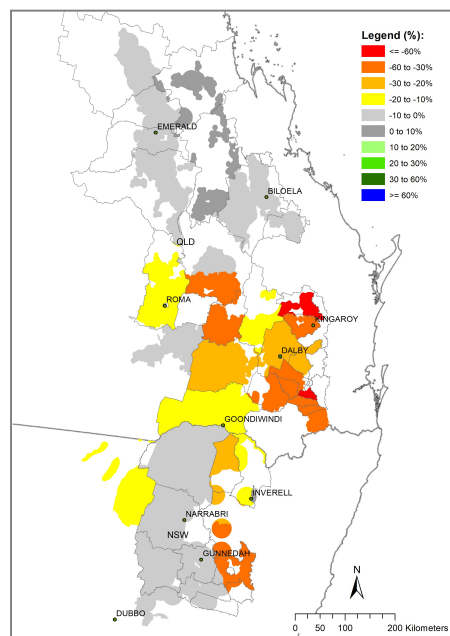 Legend (%):
<= -60%
-60 to -30%
-30 to -20%
-20 to -10%
-10 to 0%
0 to 10%
10 to 20%
20 to 30%
30 to 60%
>= 60%
EMERALD
BILOELA
QLD
ROMA
KINGAROY
DALBY
GOONDIWINDI
INVERELL
NARRABRI
NSW
GUNNEDAH
DUBBO
N
0 50 100 200 Kilometers